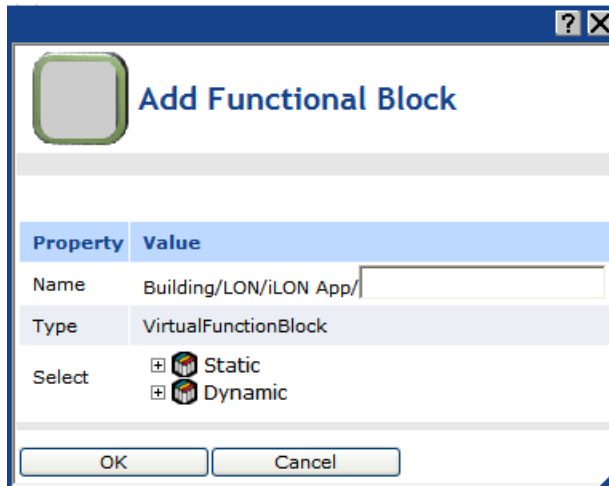 ?
Add Functional Block
Property Value
Name Building/LON/iLON App/
Type VirtualFunctionBlock
Select
Static
Dynamic
OK Cancel